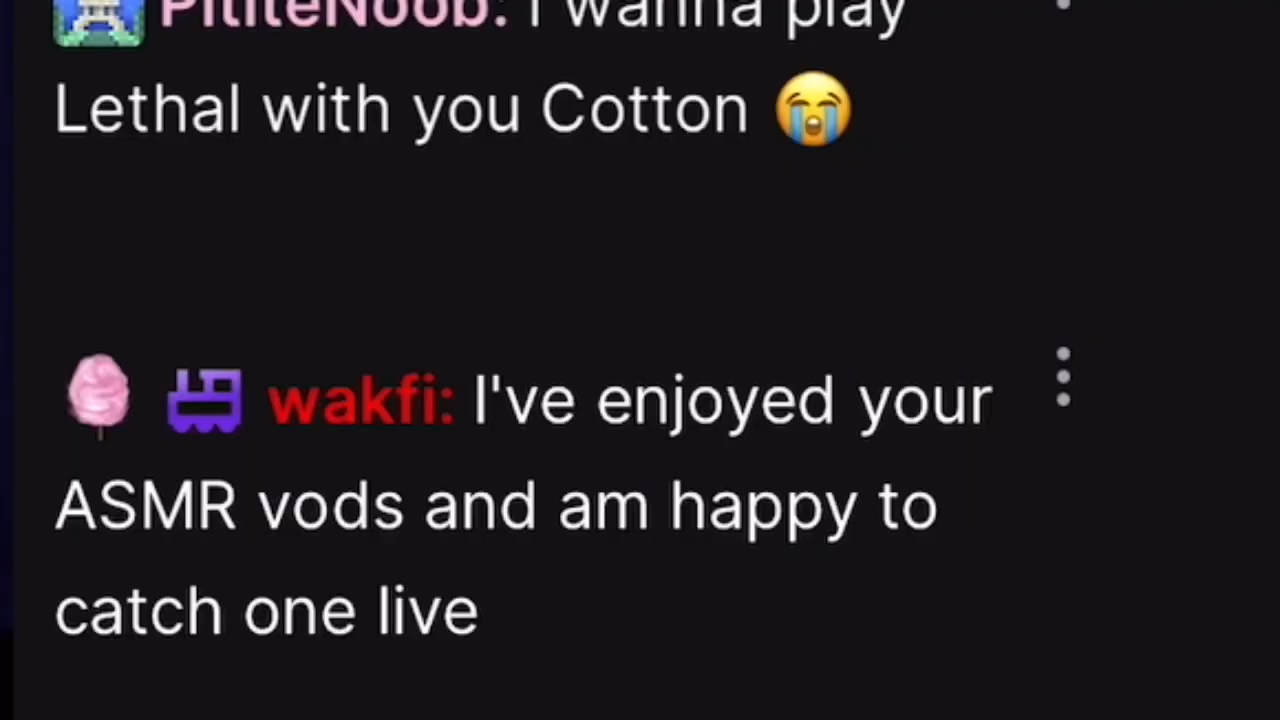 PititeNoob: I wanna play
Lethal with you Cotton 😭
wakfi: I've enjoyed your
ASMR vods and am happy to
catch one live